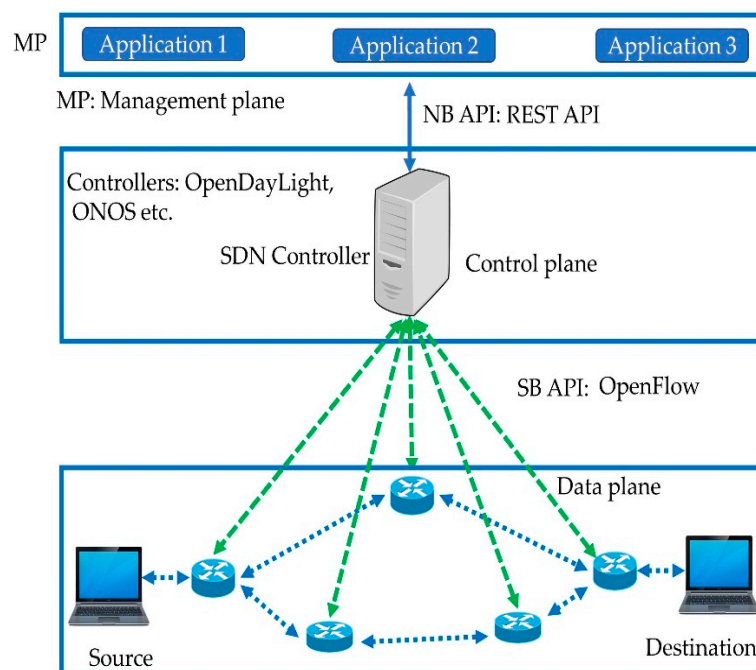 MP
Application 1
Application 2
Application 3
MP: Management plane
NB API: REST API
Controllers: OpenDayLight,
ONOS etc.
SDN Controller
Control plane
SB API: OpenFlow
Data plane
Source
Destination